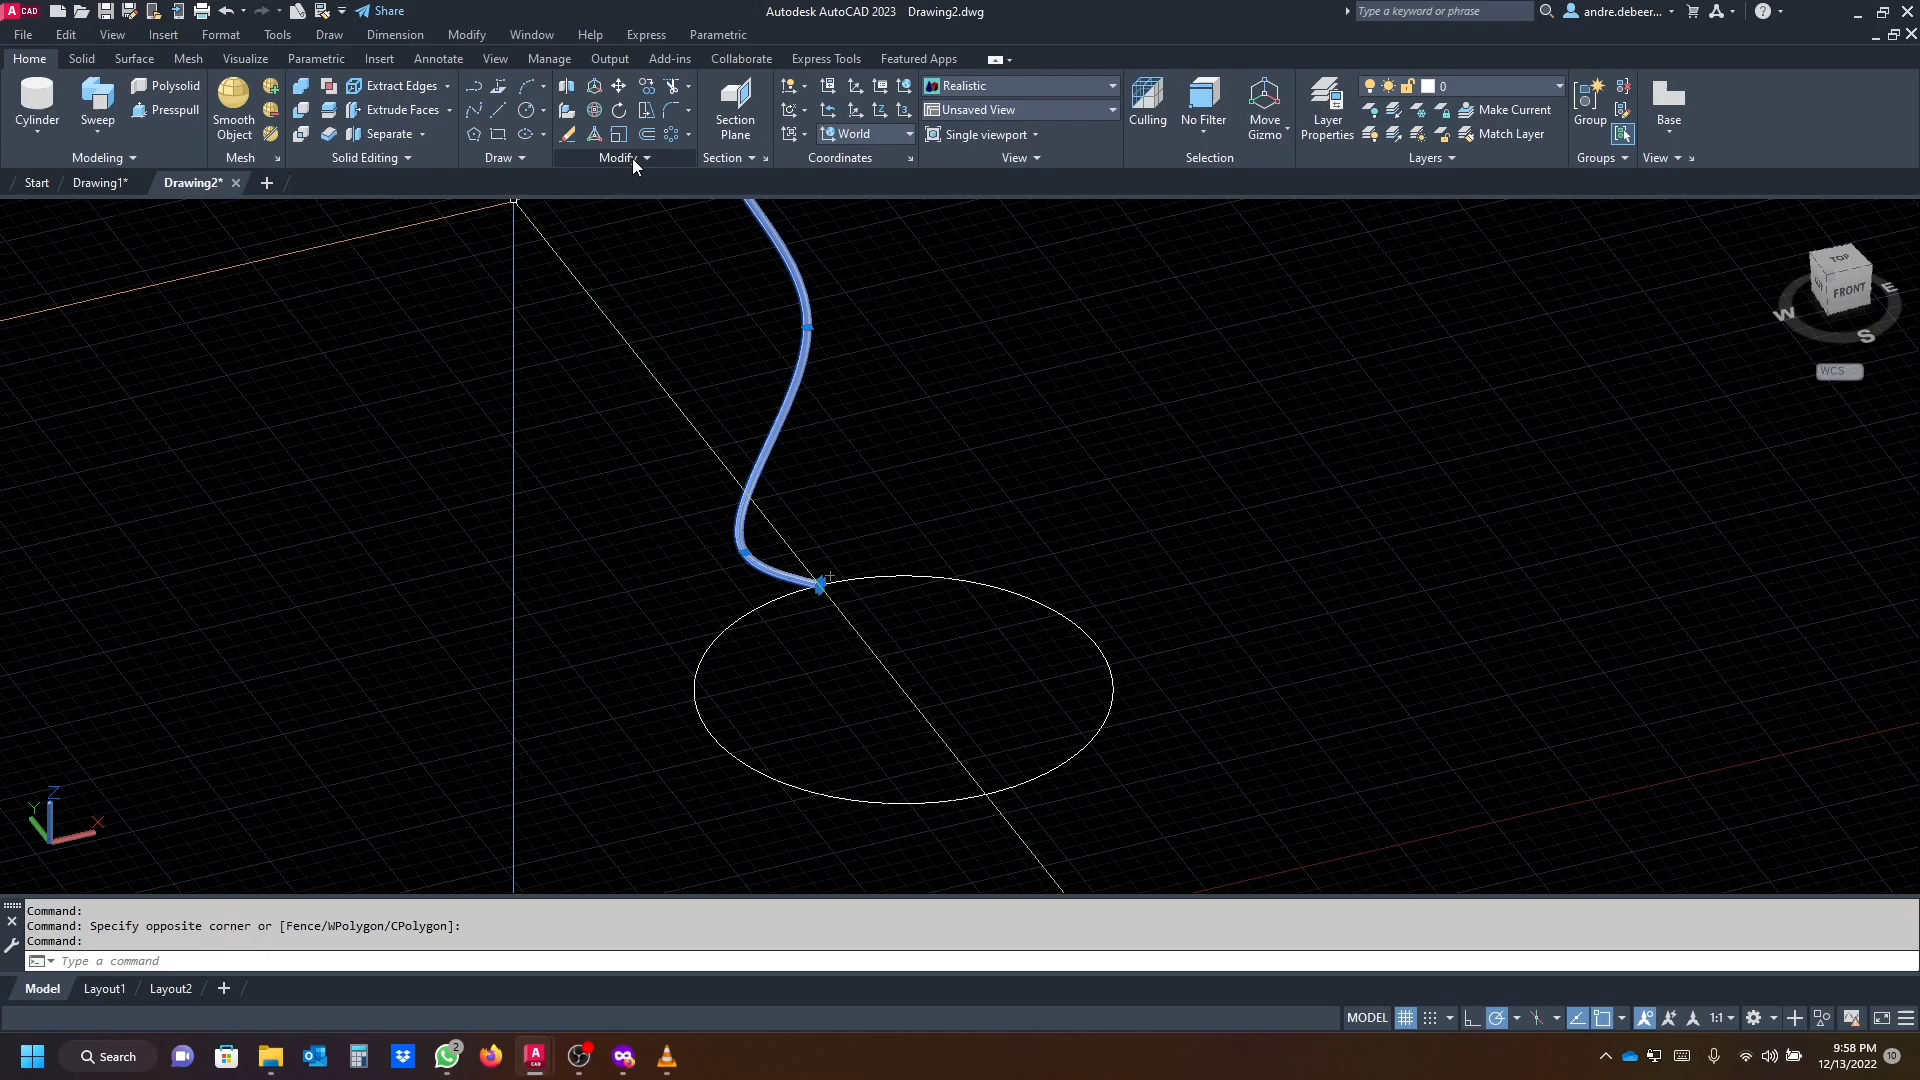 A CAD Share Autodesk AutoCAD 2023 Drawing2.dwg Type a keyword or phrase andre.debeer...
File Edit View Insert Format Tools Draw Dimension Modify Window Help Express Parametric
Home Solid Surface Mesh Visualize Parametric Insert Annotate View Manage Output Add-ins Collaborate Express Tools Featured Apps
Polysolid Extract Edges Realistic 0
Cylinder Sweep Presspull Smooth Object Extrude Faces Section Plane Unsaved View Culling No Filter Move Gizmo Layer Properties Make Current Group Base
Separate World Single viewport Match Layer
Modeling Mesh Solid Editing Draw Modify Section Coordinates View Selection Layers Groups View
Start Drawing1* Drawing2*
TOP
FRONT
W S E
WCS
Z
Y X
Command:
Command: Specify opposite corner or [Fence/WPolygon/CPolygon]:
Command:
Type a command
Model Layout1 Layout2
MODEL 1:1
Search 2 A CAD 9:58 PM
12/13/2022 10